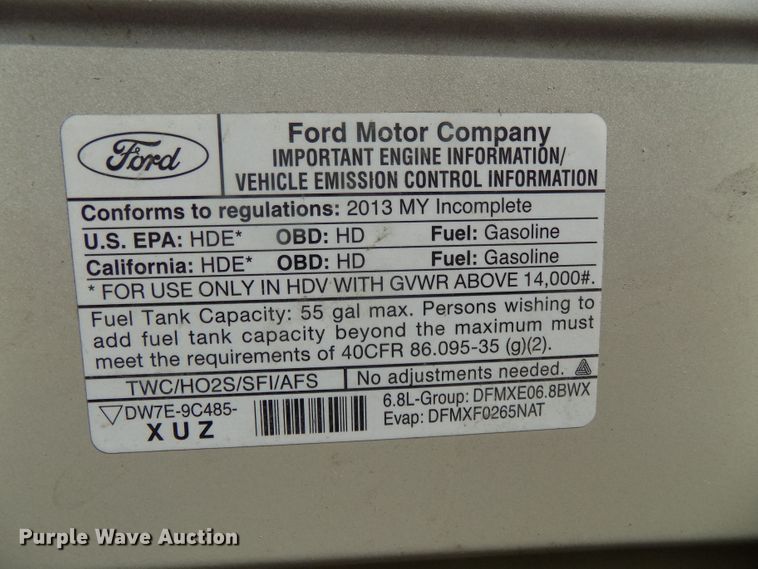 Ford
Ford Motor Company
IMPORTANT ENGINE INFORMATION/
VEHICLE EMISSION CONTROL INFORMATION
Conforms to regulations: 2013 MY Incomplete
U.S. EPA: HDE* OBD: HD Fuel: Gasoline
California: HDE* OBD: HD Fuel: Gasoline
* FOR USE ONLY IN HDV WITH GVWR ABOVE 14,000#.
Fuel Tank Capacity: 55 gal max. Persons wishing to
add fuel tank capacity beyond the maximum must
meet the requirements of 40CFR 86.095-35 (g)(2).
TWC/HO2S/SFI/AFS No adjustments needed.
DW7E-9C485-
XUZ
6.8L-Group: DFMXE06.8BWX
Evap: DFMXF0265NAT
Purple Wave Auction